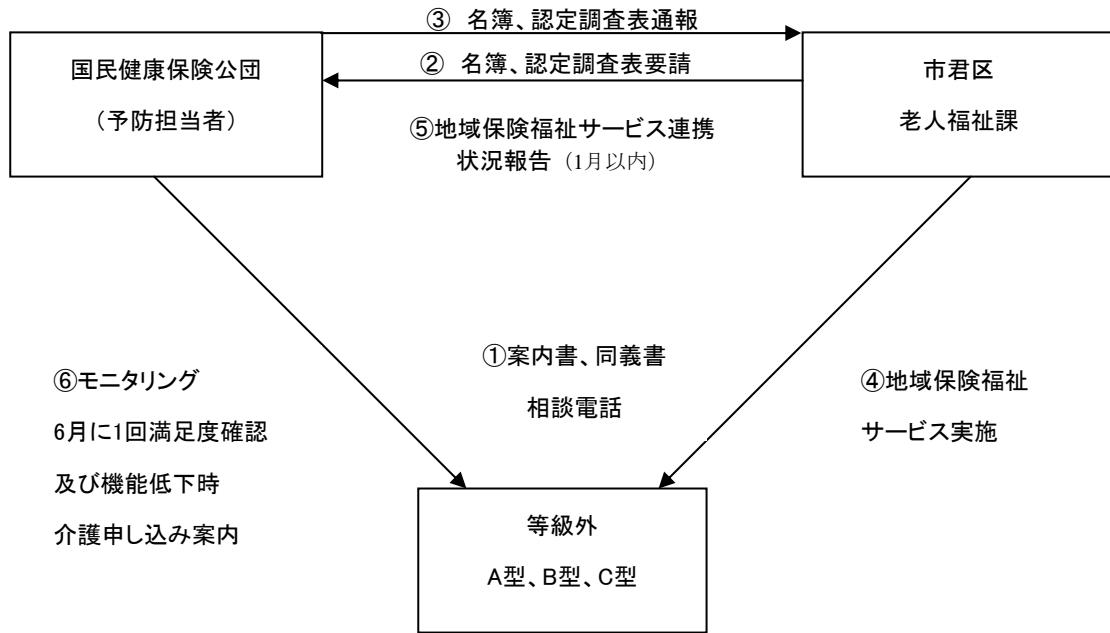 ③ 名簿、認定調査表通報
国民健康保険公団
(予防担当者)
② 名簿、認定調査表要請
市君区
老人福祉課
⑤地域保険福祉サービス連携
状況報告(1月以内)
①案内書、同義書
相談電話
⑥モニタリング
6月に1回満足度確認
及び機能低下時
介護申し込み案内
④地域保険福祉
サービス実施
等級外
A型、B型、C型